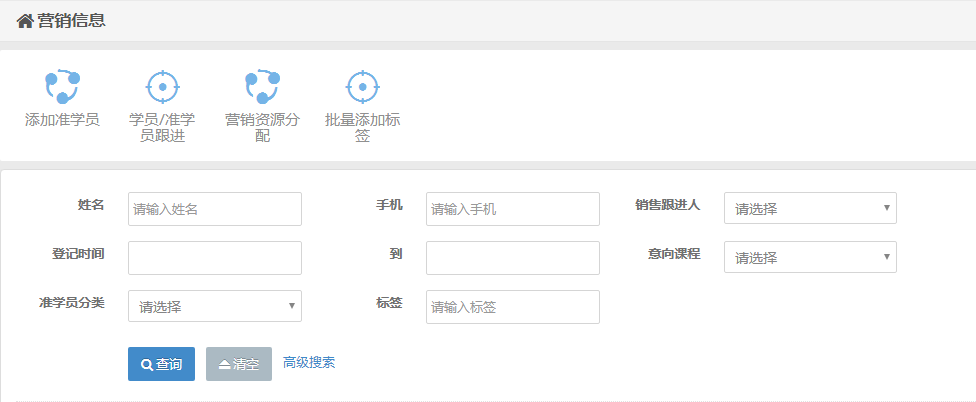 营销信息
添加准学员
学员/准学
员跟进
营销资源分
配
批量添加标
签
姓名 请输入姓名 手机 请输入手机 销售跟进人 请选择
登记时间 到 意向课程 请选择
准学员分类 请选择 标签 请输入标签
查询 清空 高级搜索